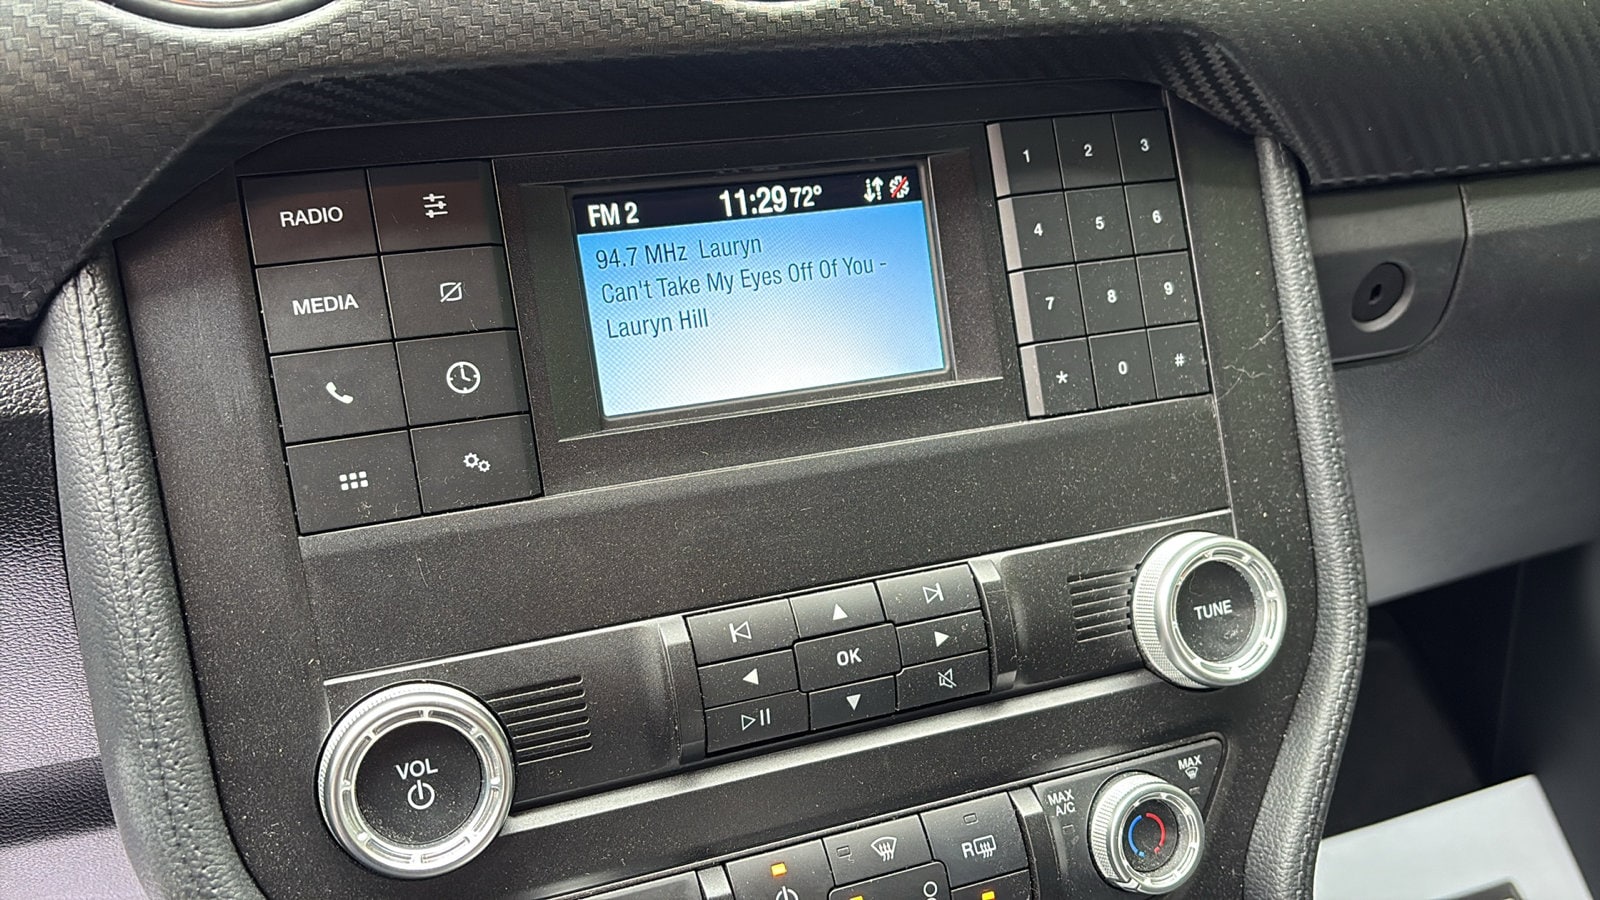 RADIO
MEDIA
FM 2 11:29 72°
94.7 MHz Lauryn
Can't Take My Eyes Off Of You -
Lauryn Hill
1 2 3
4 5 6
7 8 9
* 0 #
OK
TUNE
VOL
MAX
A/C
MAX
R